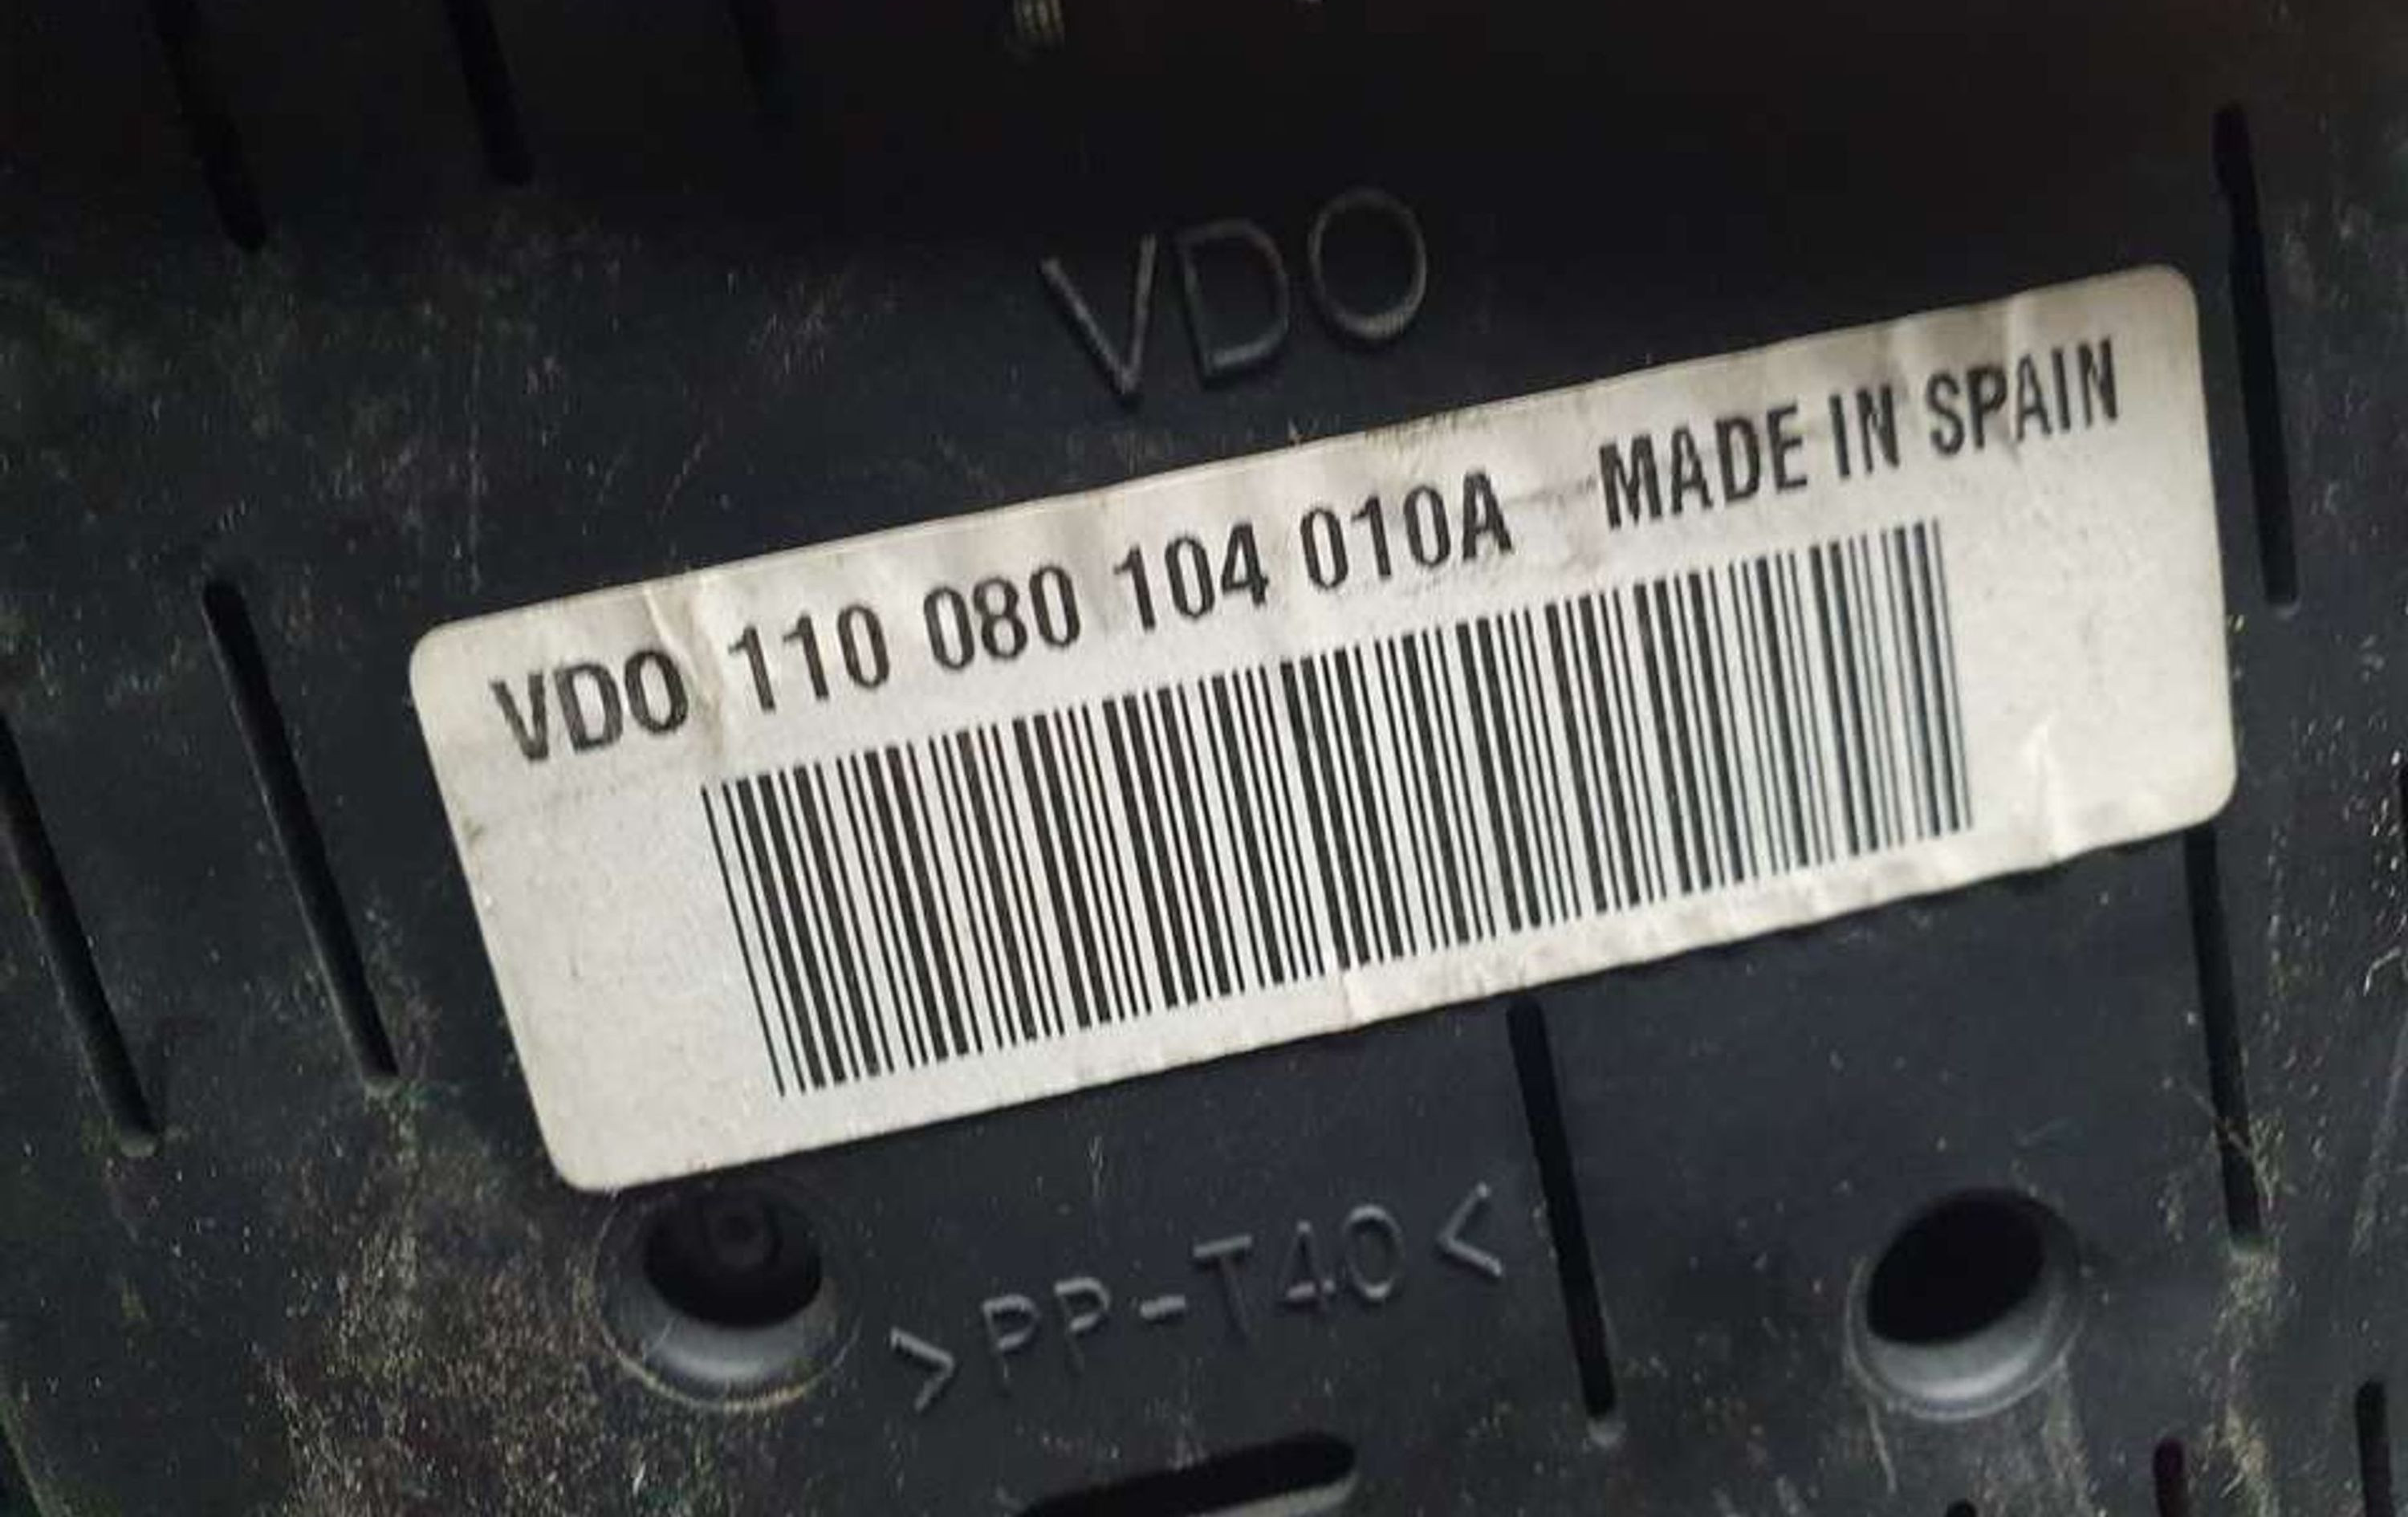 VDO
VDO 110 080 104 010A MADE IN SPAIN
>PP-T40<